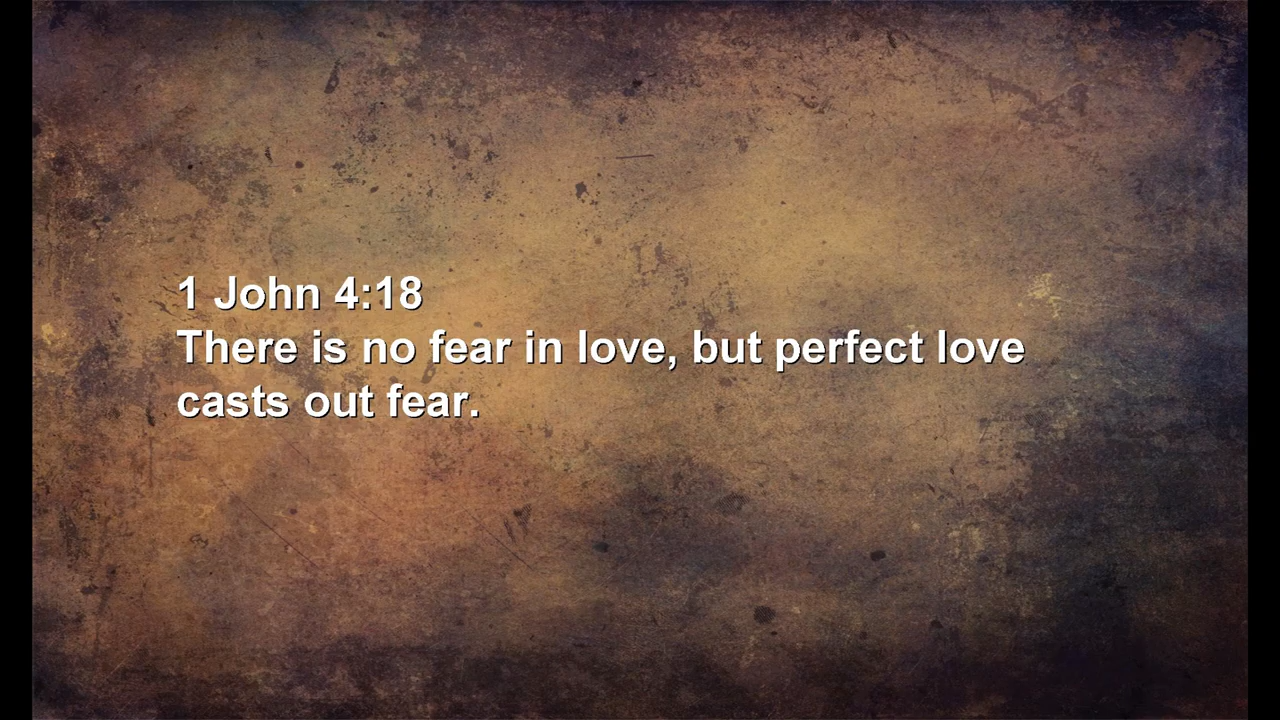 1 John 4:18
There is no fear in love, but perfect love
casts out fear.